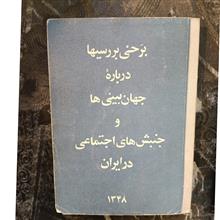 برخی بررسیها
دربارهٔ
جهان‌بینی‌ها
و
جنبش‌های اجتماعی
در ایران
۱۳۴۸